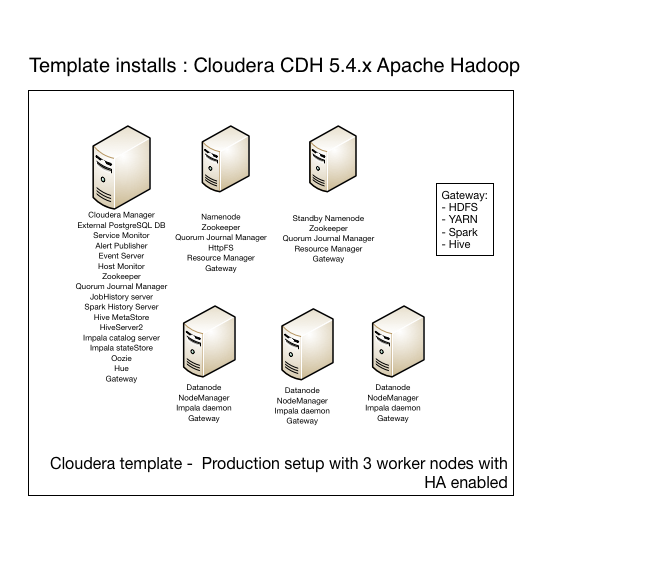 Template installs : Cloudera CDH 5.4.x Apache Hadoop
Cloudera Manager
External PostgreSQL DB
Service Monitor
Alert Publisher
Event Server
Host Monitor
Zookeeper
Quorum Journal Manager
JobHistory server
Spark History Server
Hive MetaStore
HiveServer2
Impala catalog server
Impala stateStore
Oozie
Hue
Gateway
Namenode
Zookeeper
Quorum Journal Manager
HttpFS
Resource Manager
Gateway
Standby Namenode
Zookeeper
Quorum Journal Manager
Resource Manager
Gateway
Gateway:
- HDFS
- YARN
- Spark
- Hive
Datanode
NodeManager
Impala daemon
Gateway
Datanode
NodeManager
Impala daemon
Gateway
Datanode
NodeManager
Impala daemon
Gateway
Cloudera template -  Production setup with 3 worker nodes with
HA enabled